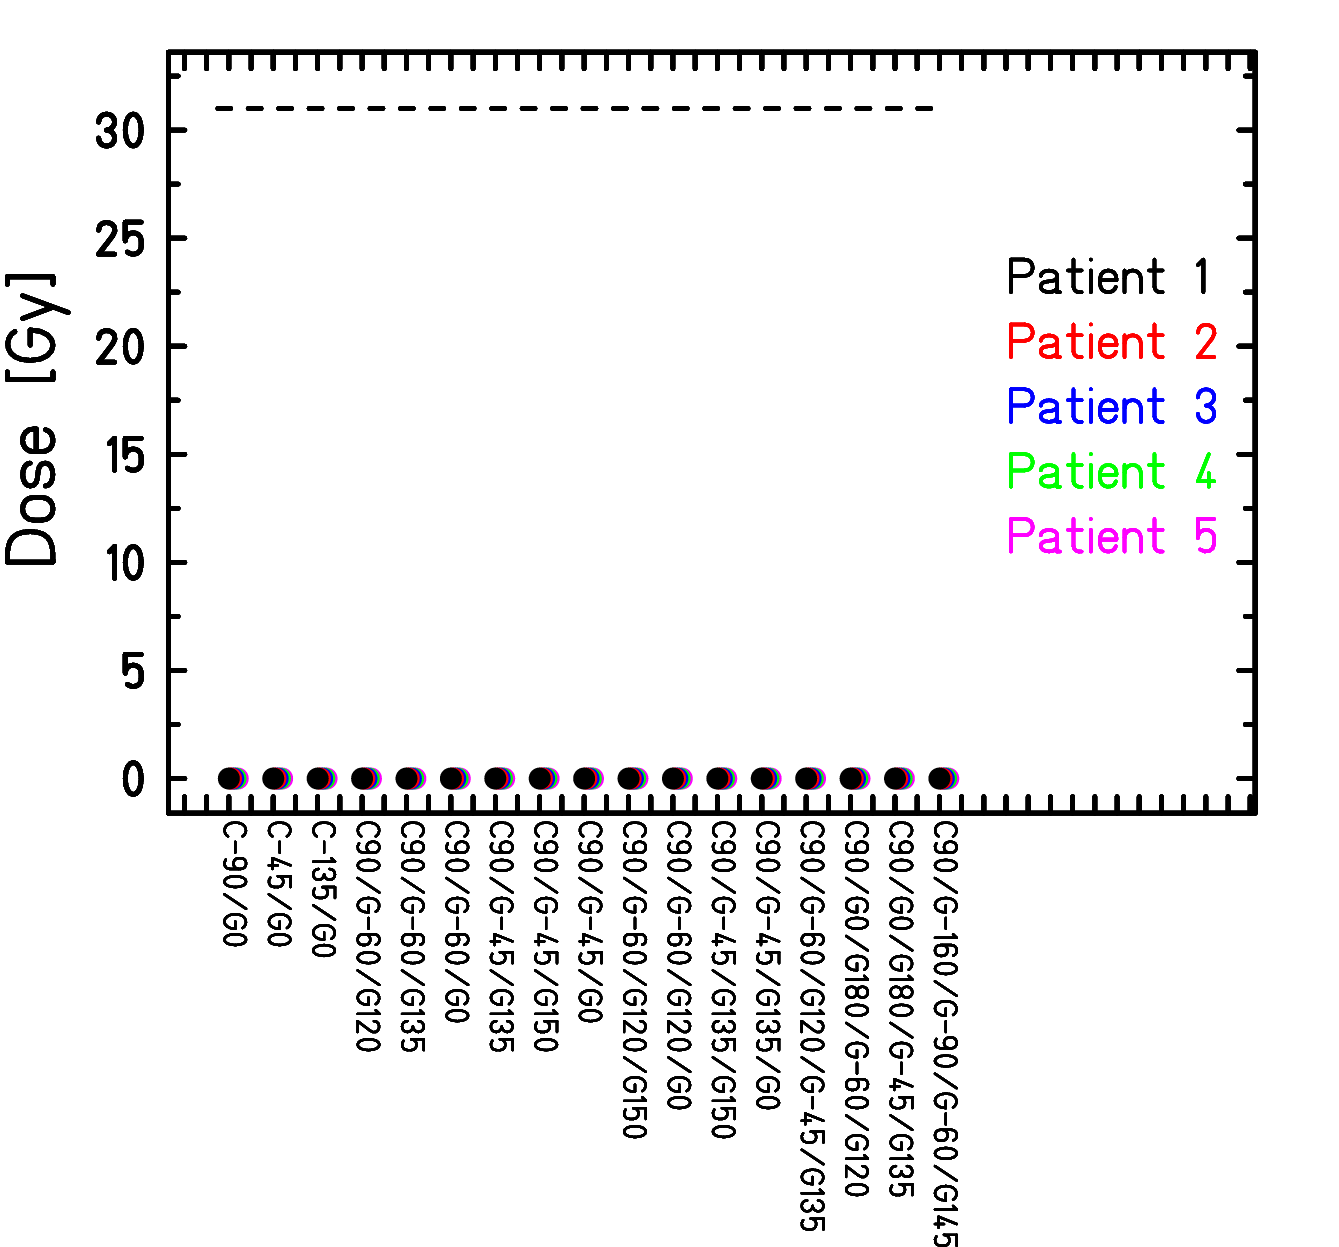 Dose [Gy]
30
25
20
15
10
5
0
Patient 1
Patient 2
Patient 3
Patient 4
Patient 5
C-90/G0
C-45/G0
C-135/G0
C90/G-60/G120
C90/G-60/G135
C90/G-60/G0
C90/G-45/G135
C90/G-45/G150
C90/G-45/G0
C90/G-60/G120/G150
C90/G-60/G120/G0
C90/G-45/G135/G150
C90/G-45/G135/G0
C90/G-60/G120/G-45/G135
C90/G0/G180/G-60/G120
C90/G0/G180/G-45/G135
C90/G-160/G-90/G-60/G145